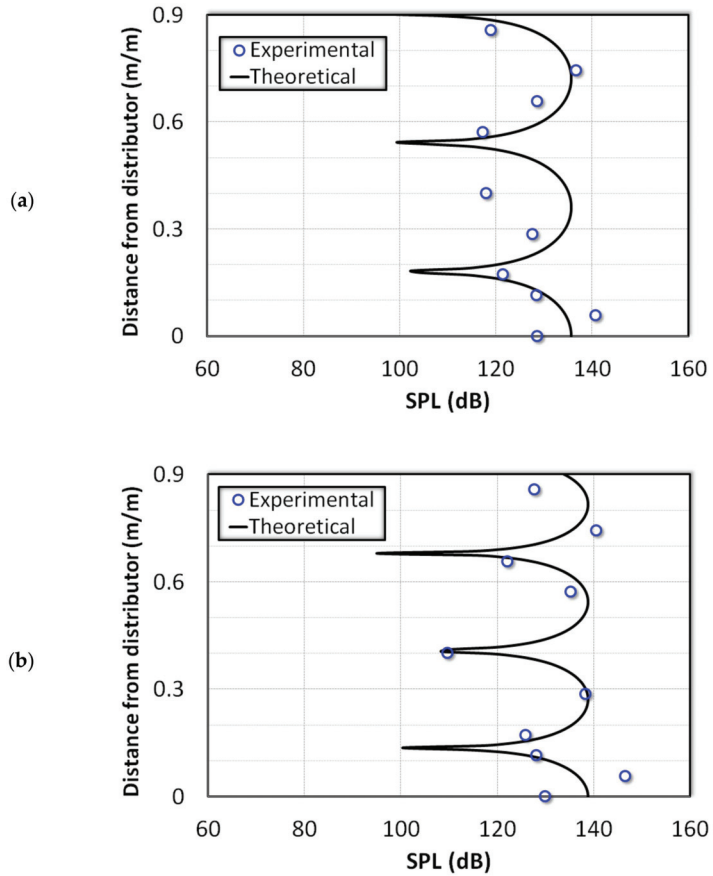 (a)
Distance from distributor (m/m)
0.9
0.6
0.3
0
Experimental
Theoretical
60 80 100 120 140 160
SPL (dB)
(b)
Distance from distributor (m/m)
0.9
0.6
0.3
0
Experimental
Theoretical
60 80 100 120 140 160
SPL (dB)